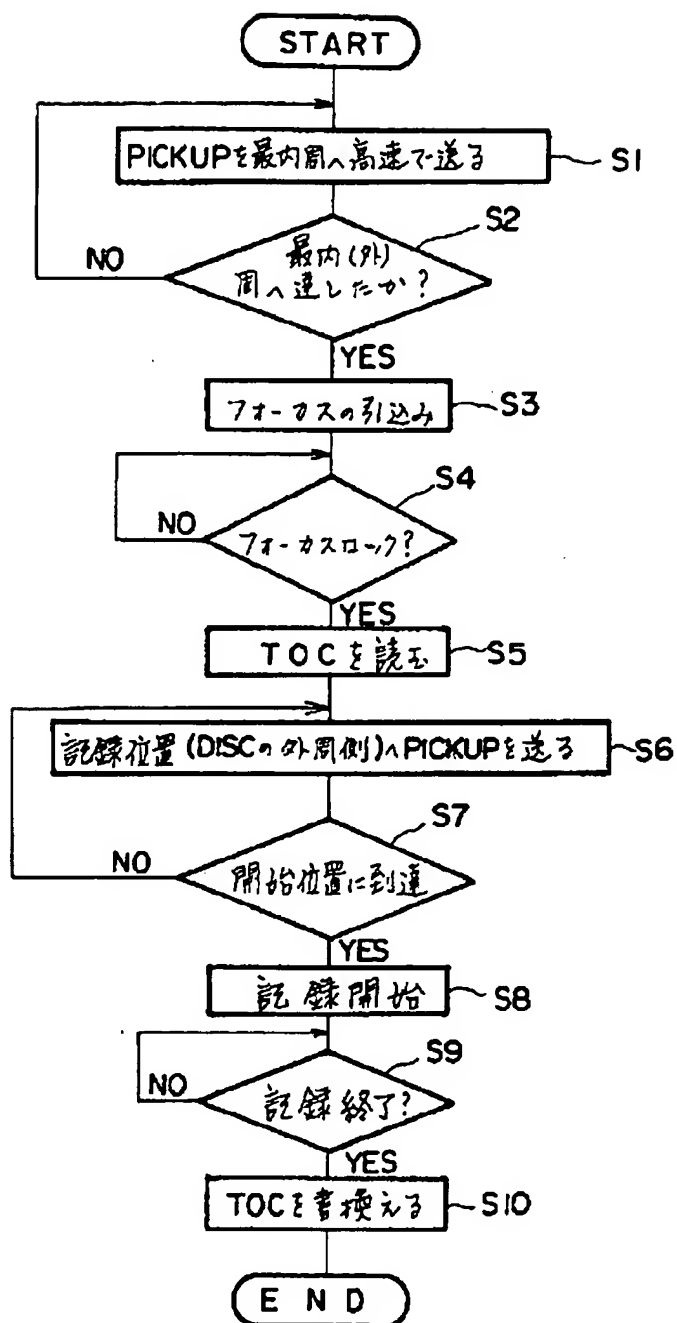 START
PICKUPを最内周へ高速で送る
S1
S2
最内(外)
周へ達したか?
NO
YES
フォーカスの引込み
S3
S4
フォーカスロック?
NO
YES
TOCを読む
S5
記録位置(DISCの外周側)へPICKUPを送る
S6
S7
開始位置に到達
NO
YES
記録開始
S8
S9
記録終了?
NO
YES
TOCを書換える
S10
END